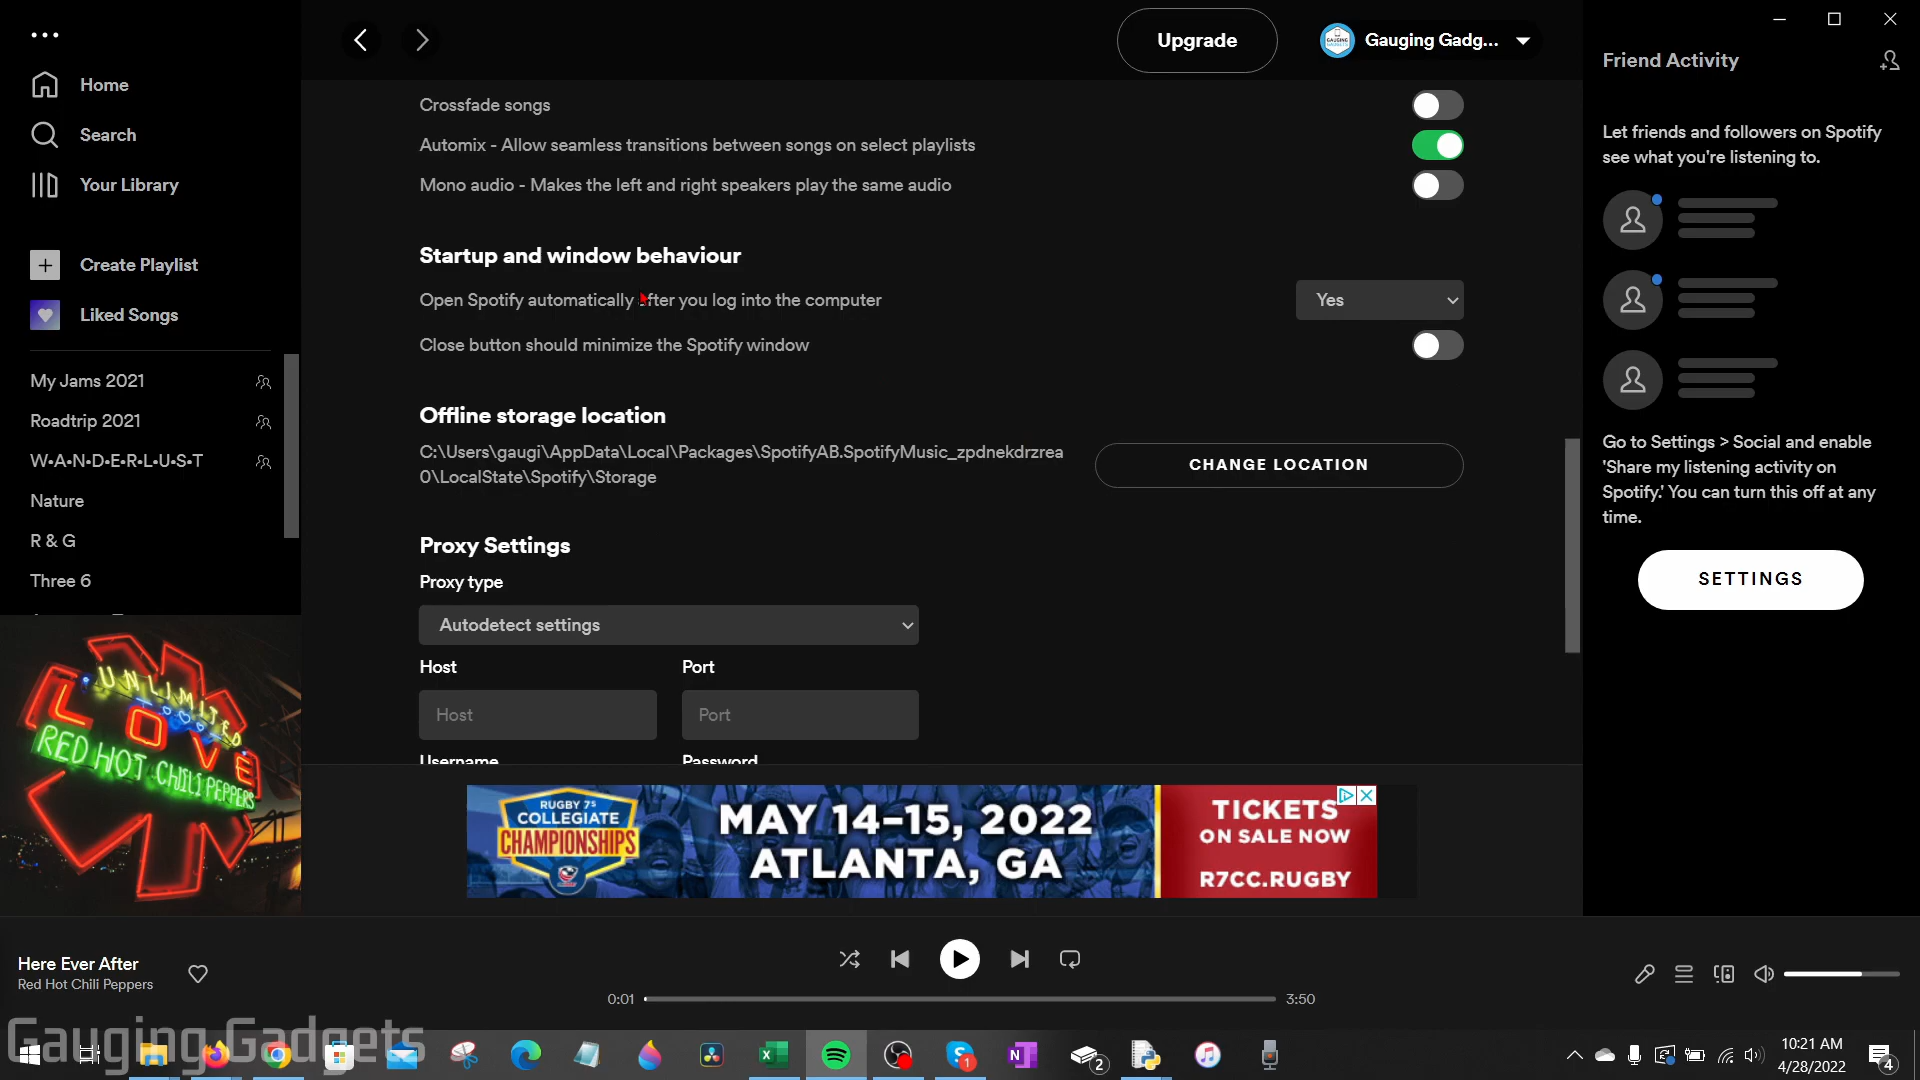 Home
Search
Your Library
Create Playlist
Liked Songs
My Jams 2021
Roadtrip 2021
W•A•N•D•E•R•L•U•S•T
Nature
R & G
Three 6
UNLIMITED
LOVE
RED HOT CHILI PEPPERS
Upgrade
Gauging Gadg...
Crossfade songs
Automix - Allow seamless transitions between songs on select playlists
Mono audio - Makes the left and right speakers play the same audio
Startup and window behaviour
Open Spotify automatically after you log into the computer
Yes
Close button should minimize the Spotify window
Offline storage location
C:\Users\gaugi\AppData\Local\Packages\SpotifyAB.SpotifyMusic_zpdnekdrzrea
0\LocalState\Spotify\Storage
CHANGE LOCATION
Proxy Settings
Proxy type
Autodetect settings
Host
Port
Host
Port
Username
Password
RUGBY 7S
COLLEGIATE
CHAMPIONSHIPS
MAY 14–15, 2022
ATLANTA, GA
TICKETS
ON SALE NOW
R7CC.RUGBY
Friend Activity
Let friends and followers on Spotify
see what you're listening to.
Go to Settings > Social and enable
'Share my listening activity on
Spotify.' You can turn this off at any
time.
SETTINGS
Here Ever After
Red Hot Chili Peppers
0:01
3:50
Gauging Gadgets
1
2
10:21 AM
4/28/2022
4